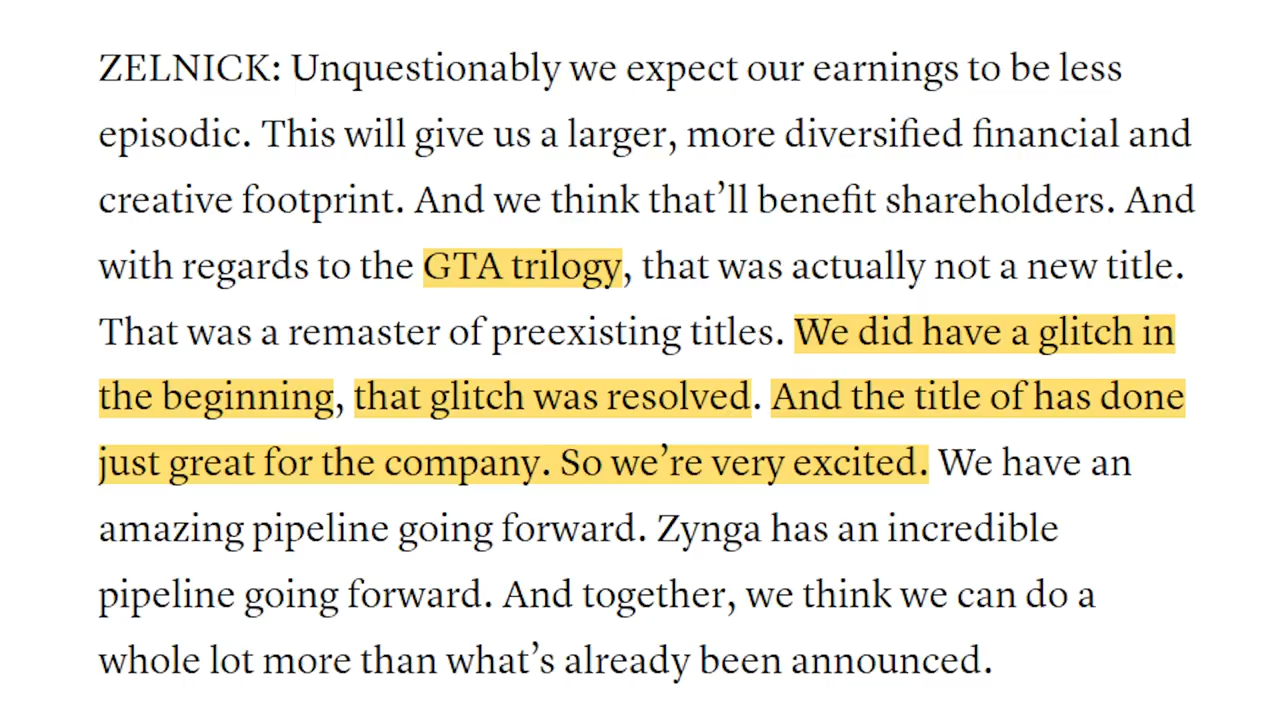 ZELNICK: Unquestionably we expect our earnings to be less
episodic. This will give us a larger, more diversified financial and
creative footprint. And we think that’ll benefit shareholders. And
with regards to the GTA trilogy, that was actually not a new title.
That was a remaster of preexisting titles. We did have a glitch in
the beginning, that glitch was resolved. And the title of has done
just great for the company. So we’re very excited. We have an
amazing pipeline going forward. Zynga has an incredible
pipeline going forward. And together, we think we can do a
whole lot more than what’s already been announced.